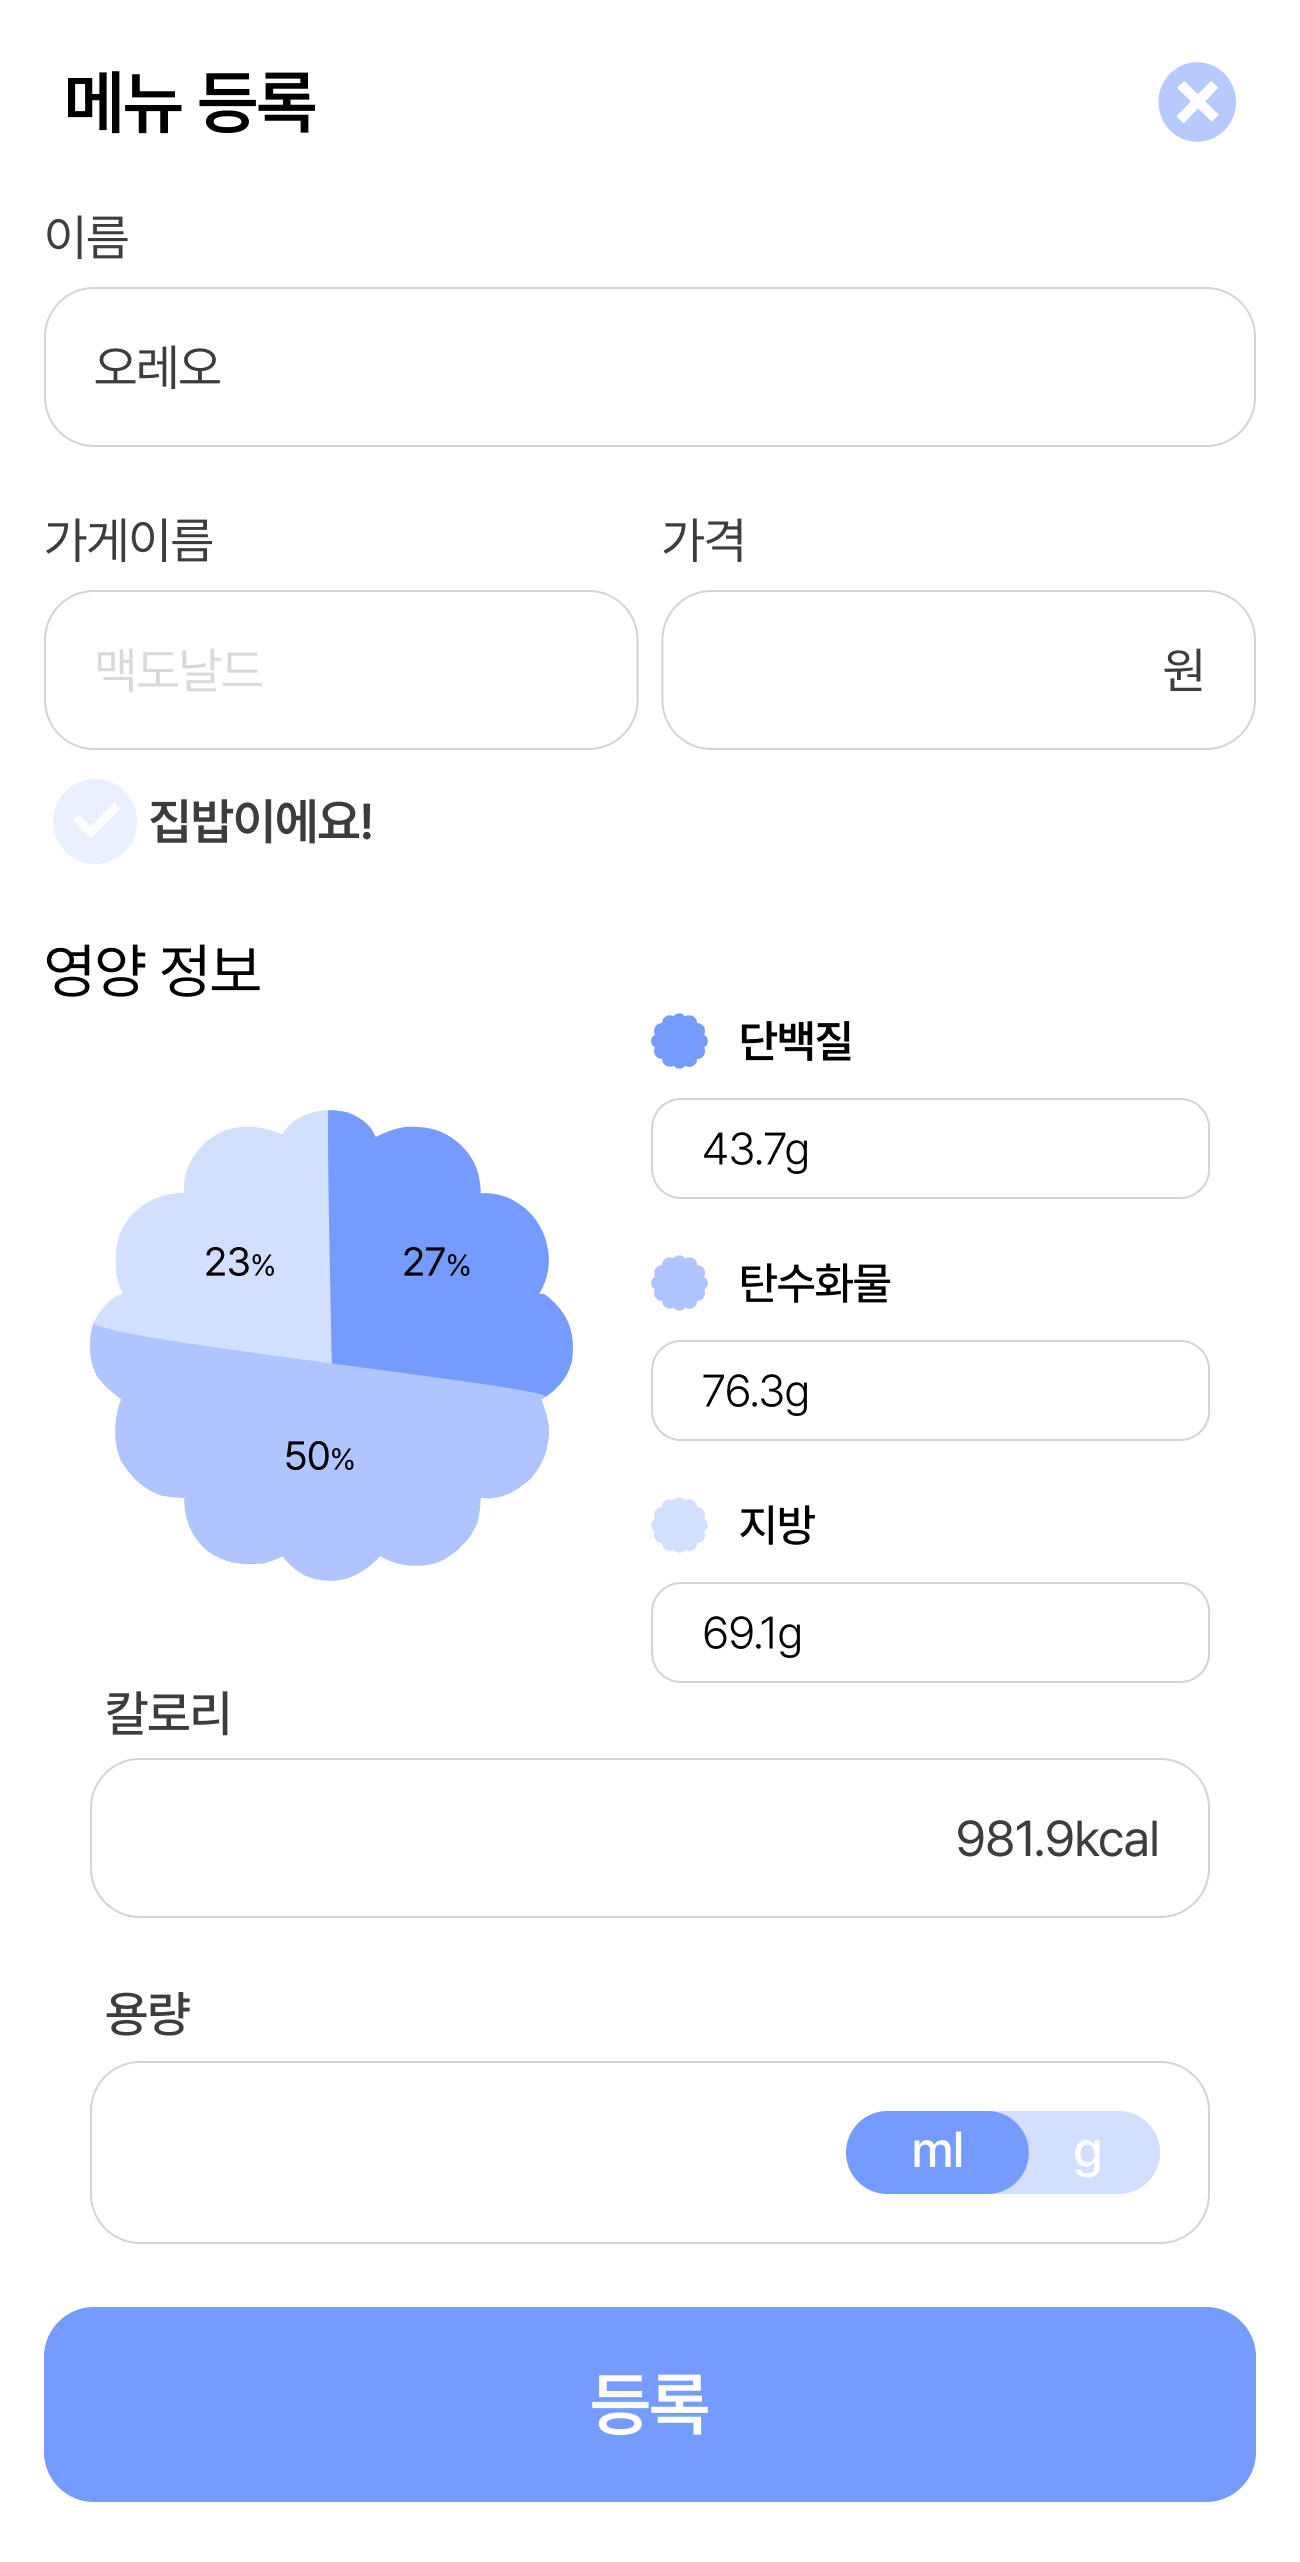 메뉴 등록
이름
오레오
가게이름
가격
맥도날드
원
집밥이에요!
영양 정보
단백질
43.7g
23%
27%
50%
탄수화물
76.3g
지방
69.1g
칼로리
981.9kcal
용량
ml
g
등록